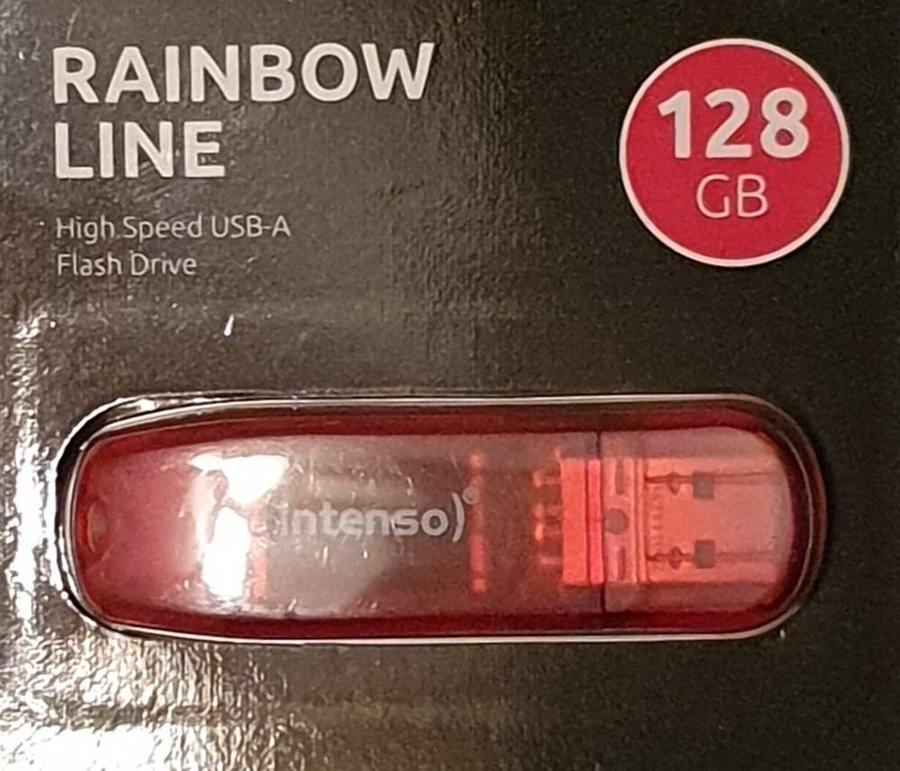 RAINBOW
LINE
High Speed USB-A
Flash Drive
128
GB
intenso)®